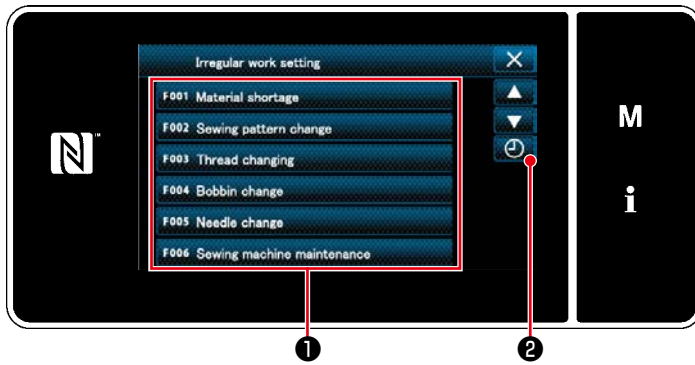 Irregular work setting
F001 Material shortage
F002 Sewing pattern change
F003 Thread changing
F004 Bobbin change
F005 Needle change
F006 Sewing machine maintenance
M
i
❶
❷